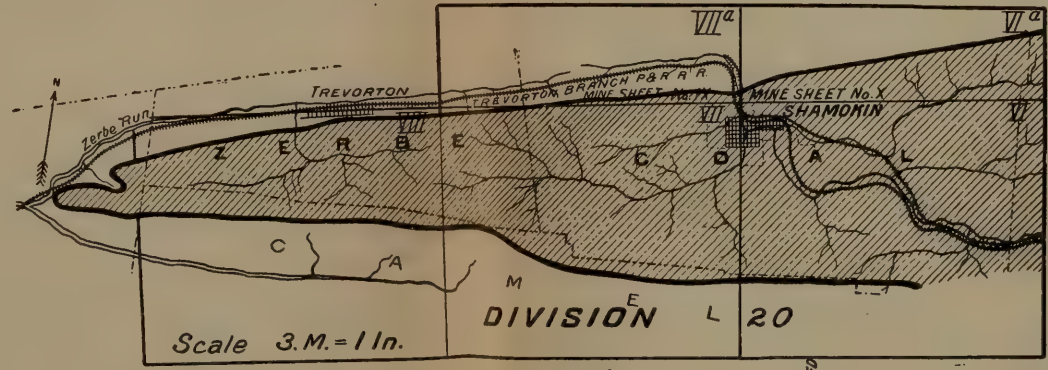 VII a
VI a
N
TREVORTON
TREVORTON BRANCH P & R R R.
MINE SHEET No. IX
MINE SHEET No. X
SHAMOKIN
Zerbe Run
VIII
VII
VI
Z E R B E
C O A L
C A M E L
DIVISION 20
Scale 3. M. = 1 In.